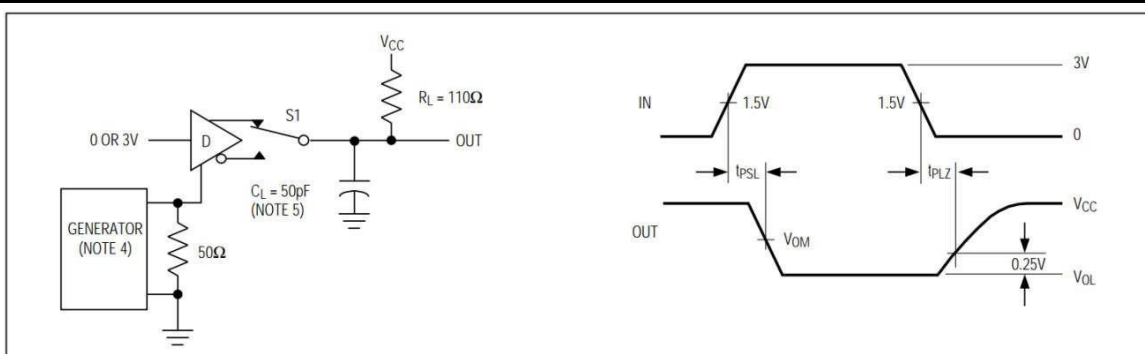 VCC
RL = 110Ω
S1
0 OR 3V
D
OUT
CL = 50pF
(NOTE 5)
GENERATOR
(NOTE 4)
50Ω
3V
IN
1.5V
1.5V
0
tPSL
tPLZ
VCC
OUT
VOM
0.25V
VOL